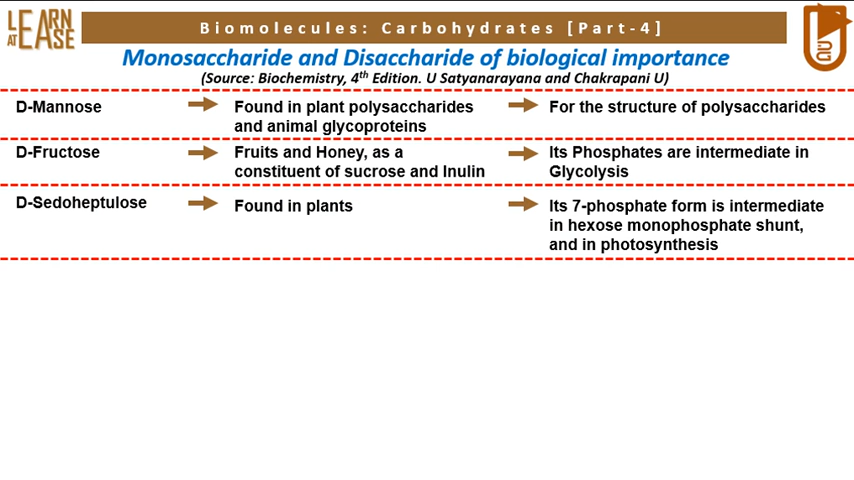 LEARN
AT EASE
Biomolecules: Carbohydrates [Part-4]
Monosaccharide and Disaccharide of biological importance
(Source: Biochemistry, 4th Edition. U Satyanarayana and Chakrapani U)
D-Mannose
Found in plant polysaccharides
and animal glycoproteins
For the structure of polysaccharides
D-Fructose
Fruits and Honey, as a
constituent of sucrose and Inulin
Its Phosphates are intermediate in
Glycolysis
D-Sedoheptulose
Found in plants
Its 7-phosphate form is intermediate
in hexose monophosphate shunt,
and in photosynthesis